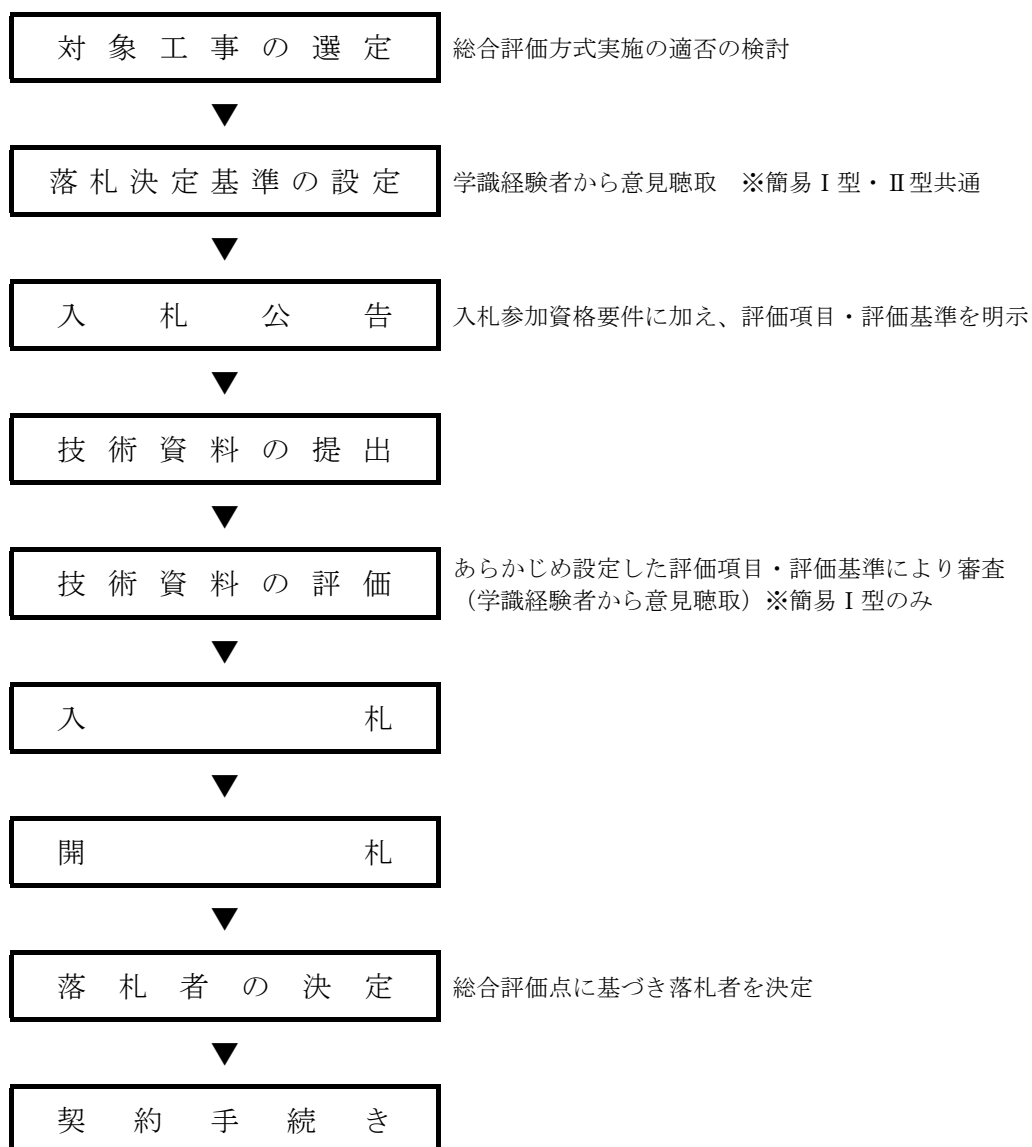 対象工事の選定 総合評価方式実施の適否の検討
▼
落札決定基準の設定 学識経験者から意見聴取　※簡易Ⅰ型・Ⅱ型共通
▼
入札公告 入札参加資格要件に加え、評価項目・評価基準を明示
▼
技術資料の提出
▼
技術資料の評価 あらかじめ設定した評価項目・評価基準により審査
（学識経験者から意見聴取）※簡易Ⅰ型のみ
▼
入札
▼
開札
▼
落札者の決定 総合評価点に基づき落札者を決定
▼
契約手続き